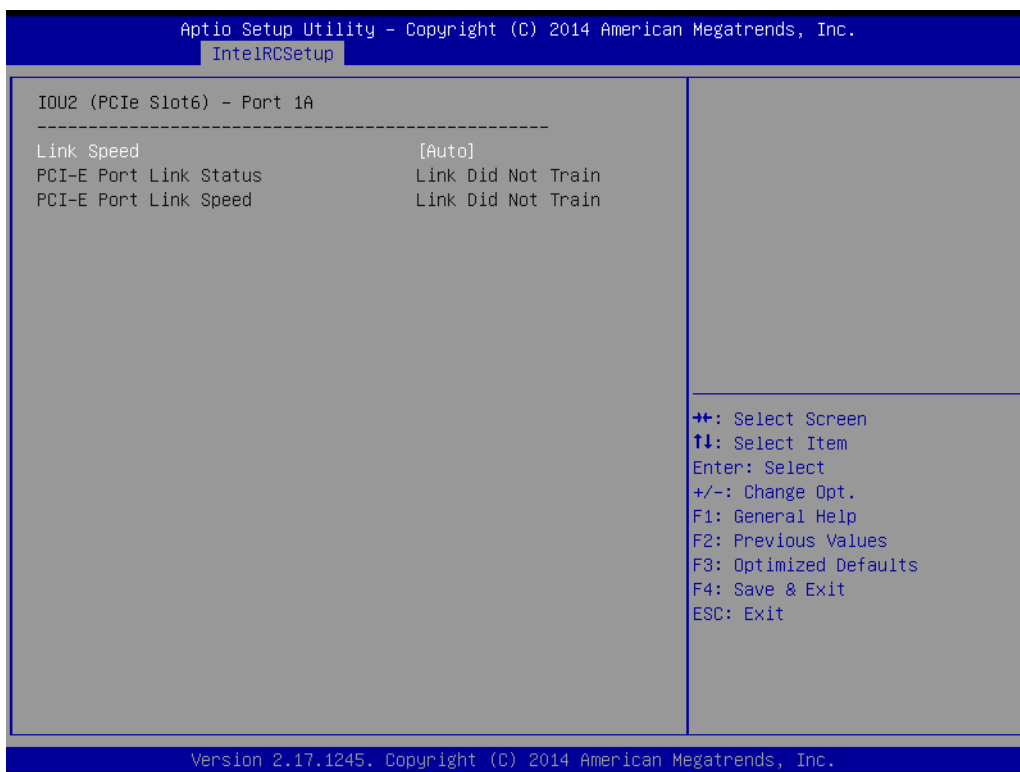 Aptio Setup Utility – Copyright (C) 2014 American Megatrends, Inc.
IntelRCSetup
IOU2 (PCIe Slot6) – Port 1A
--------------------------------------------------
Link Speed [Auto]
PCI-E Port Link Status Link Did Not Train
PCI-E Port Link Speed Link Did Not Train
→←: Select Screen
↑↓: Select Item
Enter: Select
+/-: Change Opt.
F1: General Help
F2: Previous Values
F3: Optimized Defaults
F4: Save & Exit
ESC: Exit
Version 2.17.1245. Copyright (C) 2014 American Megatrends, Inc.